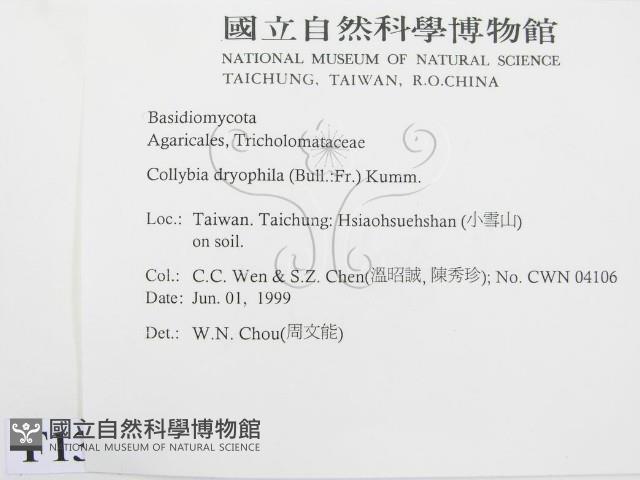 國立自然科學博物館
NATIONAL MUSEUM OF NATURAL SCIENCE
TAICHUNG, TAIWAN, R.O.CHINA
Basidiomycota
Agaricales, Tricholomataceae
Collybia dryophila (Bull.:Fr.) Kumm.
Loc.: Taiwan. Taichung: Hsiaohsuehshan (小雪山)
on soil.
Col.: C.C. Wen & S.Z. Chen(溫昭誠, 陳秀珍); No. CWN 04106
Date: Jun. 01, 1999
Det.: W.N. Chou(周文能)
國立自然科學博物館
NATIONAL MUSEUM OF NATURAL SCIENCE